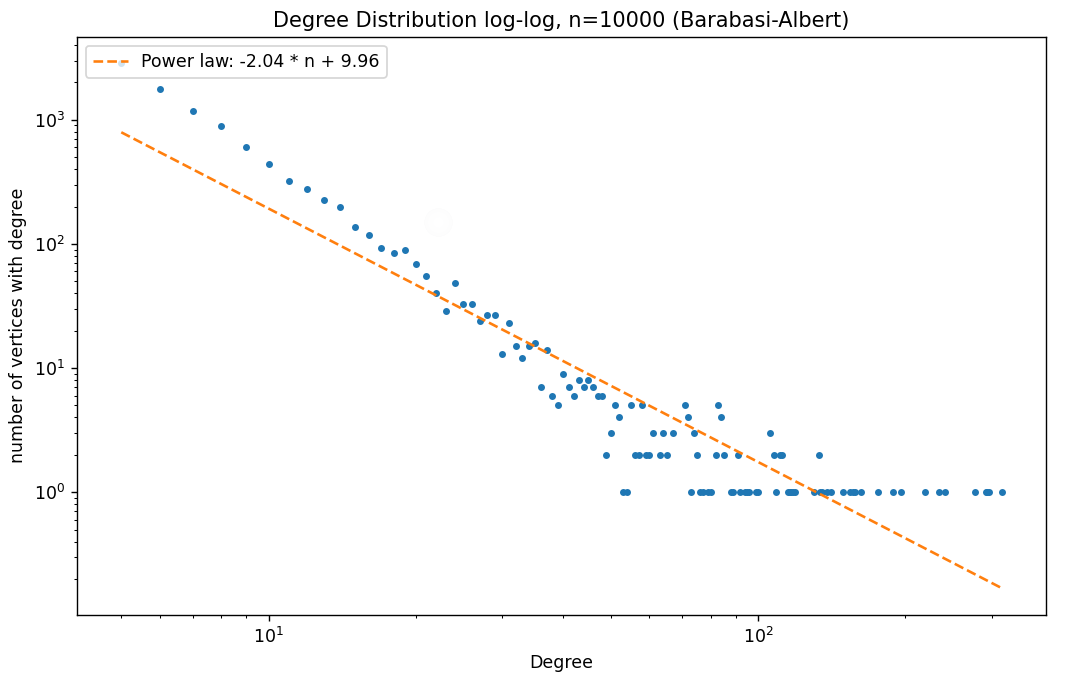 Degree Distribution log-log, n=10000 (Barabasi-Albert)
Power law: -2.04 * n + 9.96
number of vertices with degree
10³
10²
10¹
10⁰
10¹
10²
Degree